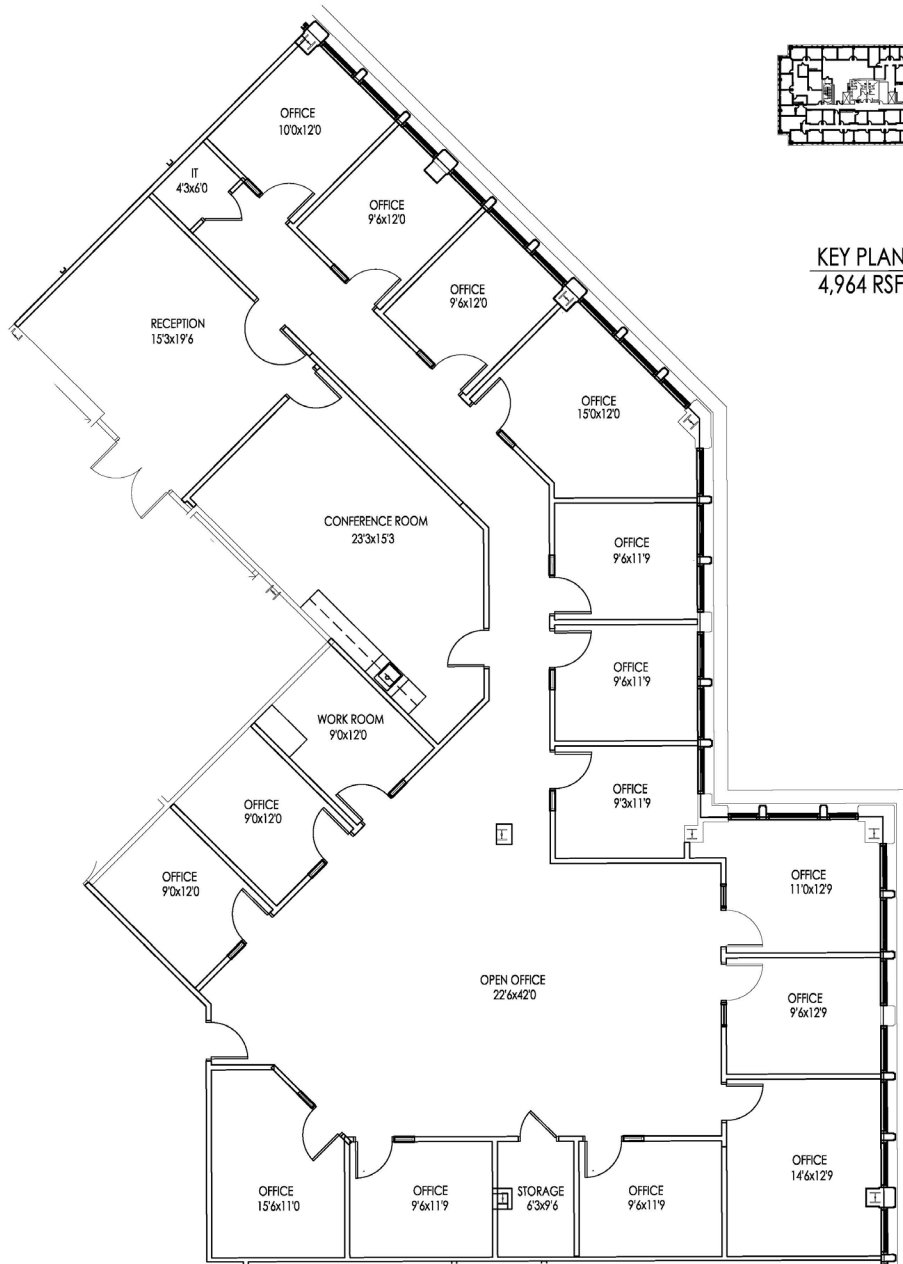 OFFICE
10'0x12'0
IT
4'3x6'0
OFFICE
9'6x12'0
KEY PLAN
4,964 RSF
OFFICE
9'6x12'0
RECEPTION
15'3x19'6
OFFICE
15'0x12'0
CONFERENCE ROOM
23'3x15'3
OFFICE
9'6x11'9
OFFICE
9'6x11'9
WORK ROOM
9'0x12'0
OFFICE
9'3x11'9
OFFICE
9'0x12'0
OFFICE
9'0x12'0
OFFICE
11'0x12'9
OPEN OFFICE
22'6x42'0
OFFICE
9'6x12'9
OFFICE
14'6x12'9
OFFICE
15'6x11'0
OFFICE
9'6x11'9
STORAGE
6'3x9'6
OFFICE
9'6x11'9